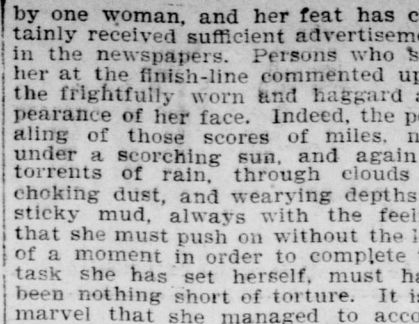 by one woman, and her feat has c
tainly received sufficient advertiseme
in the newspapers. Persons who s
her at the finish-line commented up
the frightfully worn and haggard a
pearance of her face. Indeed, the p
aling of those scores of miles, n
under a scorching sun, and again
torrents of rain, through clouds
choking dust, and wearying depths
sticky mud, always with the feel
that she must push on without the l
of a moment in order to complete
task she has set herself, must ha
been nothing short of torture. It i
marvel that she managed to acco